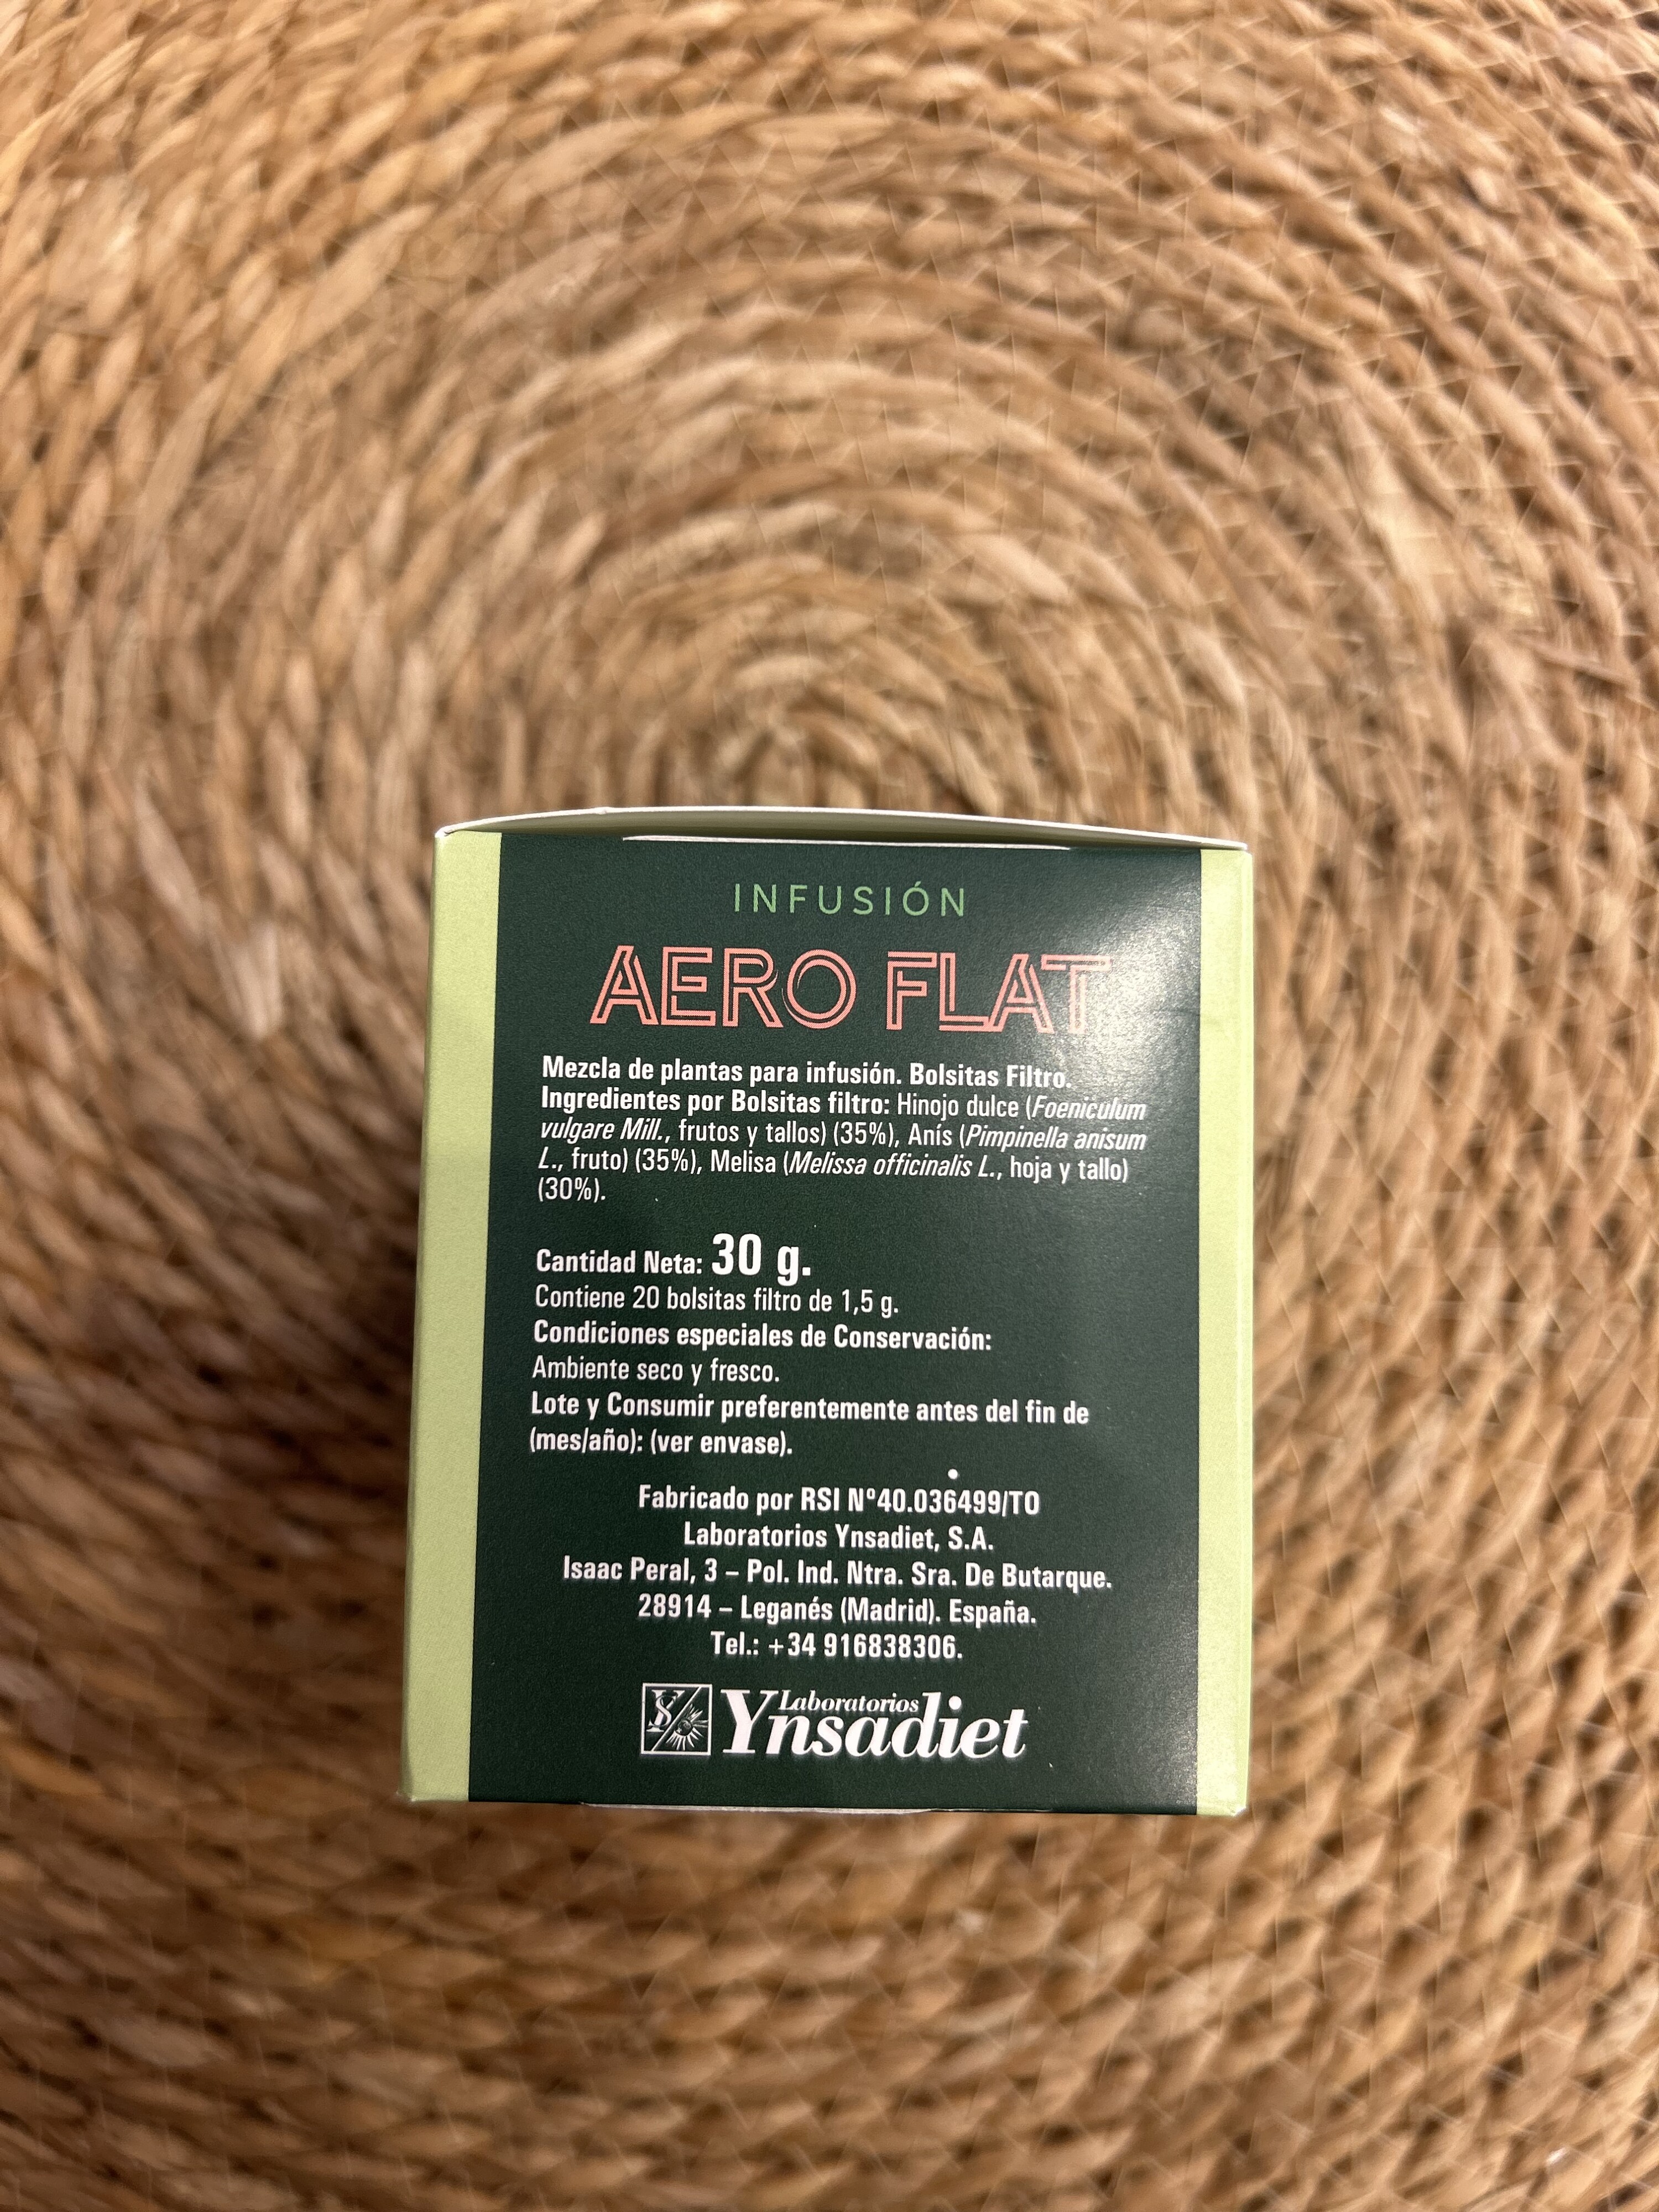 INFUSIÓN
AERO FLAT
Mezcla de plantas para infusión. Bolsitas Filtro.
Ingredientes por Bolsitas filtro: Hinojo dulce (Foeniculum
vulgare Mill., frutos y tallos) (35%), Anís (Pimpinella anisum
L., fruto) (35%), Melisa (Melissa officinalis L., hoja y tallo)
(30%).
Cantidad Neta: 30 g.
Contiene 20 bolsitas filtro de 1,5 g.
Condiciones especiales de Conservación:
Ambiente seco y fresco.
Lote y Consumir preferentemente antes del fin de
(mes/año): (ver envase).
Fabricado por RSI Nº40.036499/TO
Laboratorios Ynsadiet, S.A.
Isaac Peral, 3 – Pol. Ind. Ntra. Sra. De Butarque.
28914 – Leganés (Madrid). España.
Tel.: +34 916838306.
Laboratorios
Ynsadiet